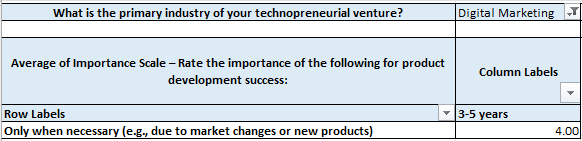 What is the primary industry of your technopreneurial venture? Digital Marketing
Average of Importance Scale – Rate the importance of the following for product
development success:
Column Labels
Row Labels 3-5 years
Only when necessary (e.g., due to market changes or new products) 4.00